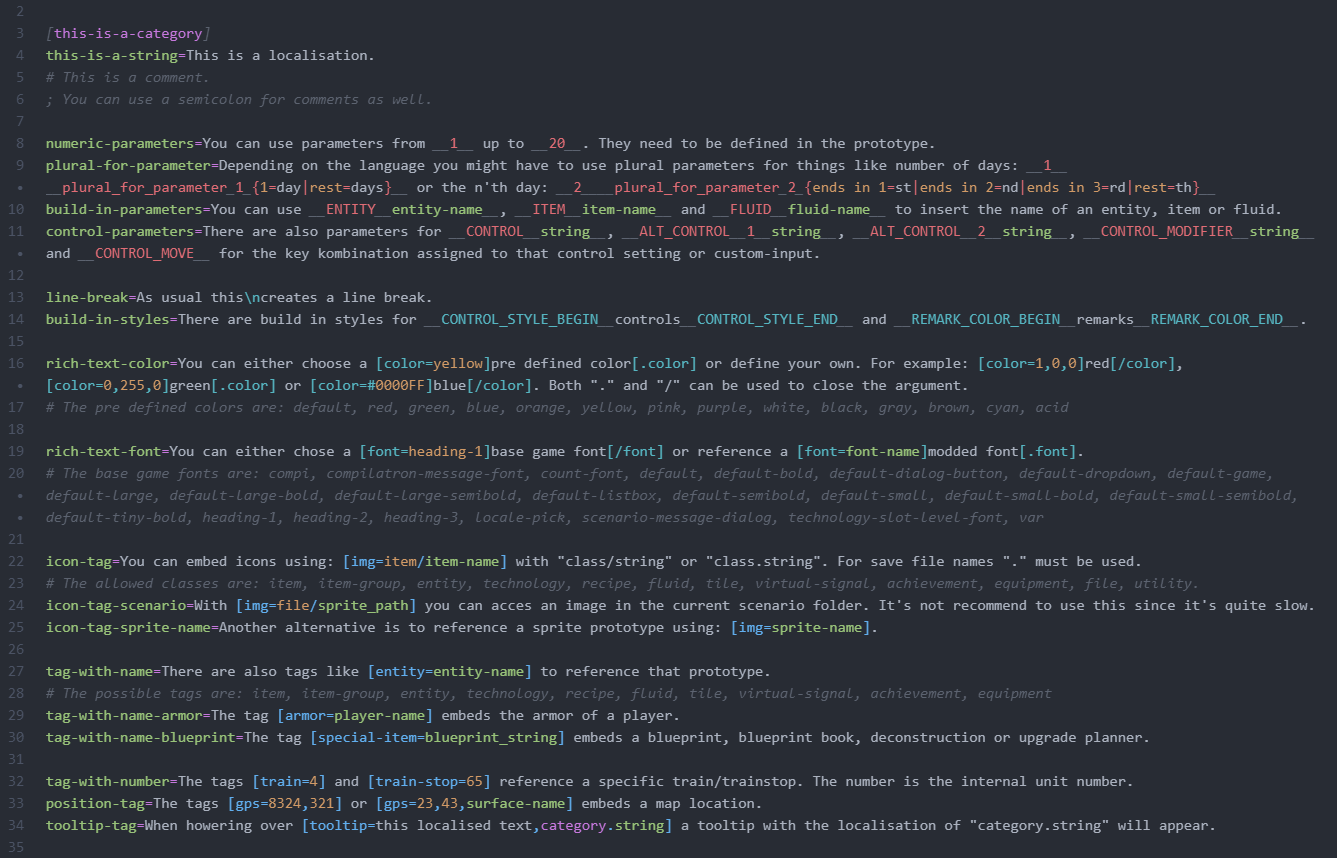 2
3 [this-is-a-category]
4 this-is-a-string=This is a localisation.
5 # This is a comment.
6 ; You can use a semicolon for comments as well.
7
8 numeric-parameters=You can use parameters from __1__ up to __20__. They need to be defined in the prototype.
9 plural-for-parameter=Depending on the language you might have to use plural parameters for things like number of days: __1__
• __plural_for_parameter_1_{1=day|rest=days}__ or the n'th day: __2____plural_for_parameter_2_{ends in 1=st|ends in 2=nd|ends in 3=rd|rest=th}__
10 build-in-parameters=You can use __ENTITY__entity-name__, __ITEM__item-name__ and __FLUID__fluid-name__ to insert the name of an entity, item or fluid.
11 control-parameters=There are also parameters for __CONTROL__string__, __ALT_CONTROL__1__string__, __ALT_CONTROL__2__string__, __CONTROL_MODIFIER__string__
• and __CONTROL_MOVE__ for the key kombination assigned to that control setting or custom-input.
12
13 line-break=As usual this\ncreates a line break.
14 build-in-styles=There are build in styles for __CONTROL_STYLE_BEGIN__controls__CONTROL_STYLE_END__ and __REMARK_COLOR_BEGIN__remarks__REMARK_COLOR_END__.
15
16 rich-text-color=You can either choose a [color=yellow]pre defined color[.color] or define your own. For example: [color=1,0,0]red[/color],
• [color=0,255,0]green[.color] or [color=#0000FF]blue[/color]. Both "." and "/" can be used to close the argument.
17 # The pre defined colors are: default, red, green, blue, orange, yellow, pink, purple, white, black, gray, brown, cyan, acid
18
19 rich-text-font=You can either chose a [font=heading-1]base game font[/font] or reference a [font=font-name]modded font[.font].
20 # The base game fonts are: compi, compilatron-message-font, count-font, default, default-bold, default-dialog-button, default-dropdown, default-game,
• default-large, default-large-bold, default-large-semibold, default-listbox, default-semibold, default-small, default-small-bold, default-small-semibold,
• default-tiny-bold, heading-1, heading-2, heading-3, locale-pick, scenario-message-dialog, technology-slot-level-font, var
21
22 icon-tag=You can embed icons using: [img=item/item-name] with "class/string" or "class.string". For save file names "." must be used.
23 # The allowed classes are: item, item-group, entity, technology, recipe, fluid, tile, virtual-signal, achievement, equipment, file, utility.
24 icon-tag-scenario=With [img=file/sprite_path] you can acces an image in the current scenario folder. It's not recommend to use this since it's quite slow.
25 icon-tag-sprite-name=Another alternative is to reference a sprite prototype using: [img=sprite-name].
26
27 tag-with-name=There are also tags like [entity=entity-name] to reference that prototype.
28 # The possible tags are: item, item-group, entity, technology, recipe, fluid, tile, virtual-signal, achievement, equipment
29 tag-with-name-armor=The tag [armor=player-name] embeds the armor of a player.
30 tag-with-name-blueprint=The tag [special-item=blueprint_string] embeds a blueprint, blueprint book, deconstruction or upgrade planner.
31
32 tag-with-number=The tags [train=4] and [train-stop=65] reference a specific train/trainstop. The number is the internal unit number.
33 position-tag=The tags [gps=8324,321] or [gps=23,43,surface-name] embeds a map location.
34 tooltip-tag=When howering over [tooltip=this localised text,category.string] a tooltip with the localisation of "category.string" will appear.
35